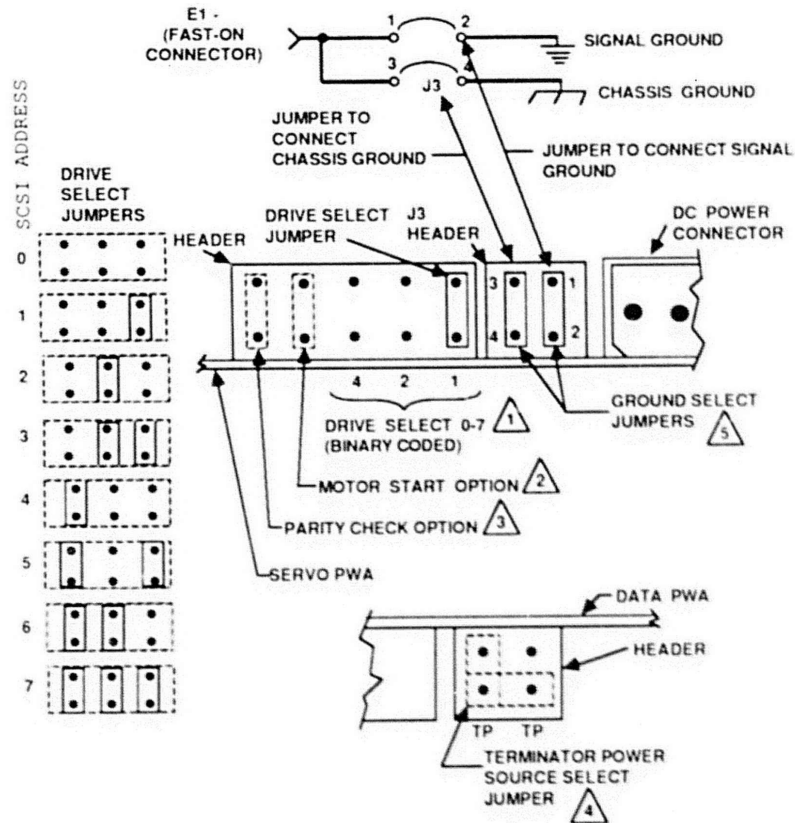 E1 -
(FAST-ON
CONNECTOR)
1
2
SIGNAL GROUND
3
4
J3
CHASSIS GROUND
SCSI ADDRESS
JUMPER TO
CONNECT
CHASSIS GROUND
JUMPER TO CONNECT SIGNAL
GROUND
DRIVE
SELECT
JUMPERS
HEADER
DRIVE SELECT
JUMPER
J3
HEADER
DC POWER
CONNECTOR
0
1
2
3
4
5
6
7
3
1
4
2
4 2 1
DRIVE SELECT 0-7
(BINARY CODED)
1
GROUND SELECT
JUMPERS
5
MOTOR START OPTION
2
PARITY CHECK OPTION
3
SERVO PWA
DATA PWA
HEADER
TP TP
TERMINATOR POWER
SOURCE SELECT
JUMPER
4